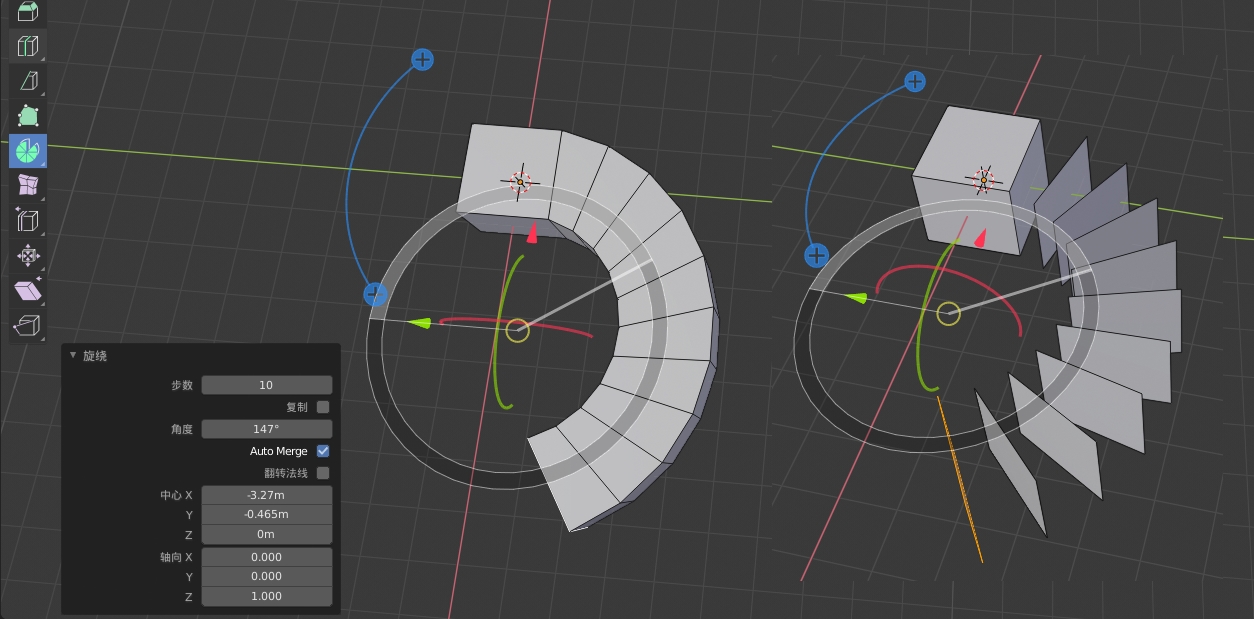 旋绕
步数 10
复制
角度 147°
Auto Merge
翻转法线
中心 X -3.27m
Y -0.465m
Z 0m
轴向 X 0.000
Y 0.000
Z 1.000